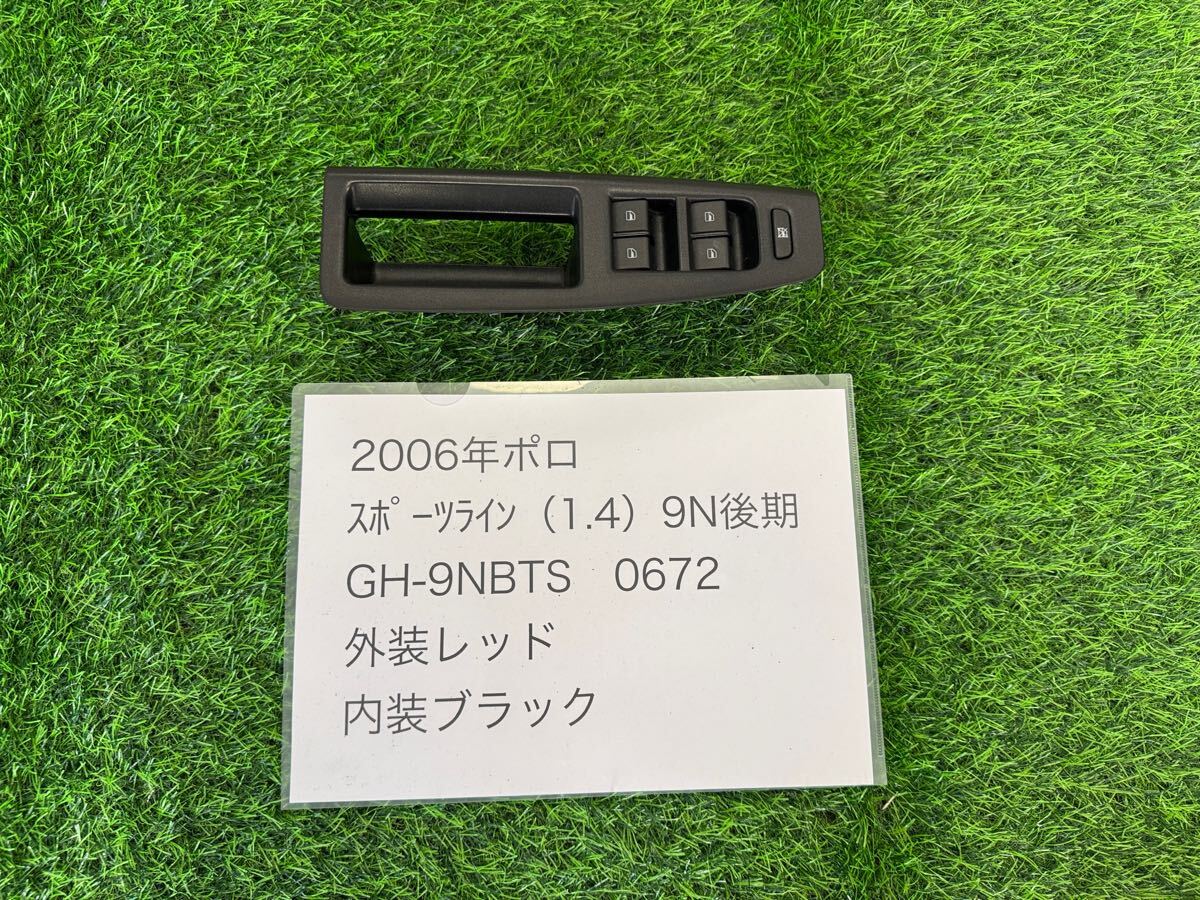 2006年ポロ
ｽﾎﾟｰﾂﾗｲﾝ（1.4）9N後期
GH-9NBTS　0672
外装レッド
内装ブラック